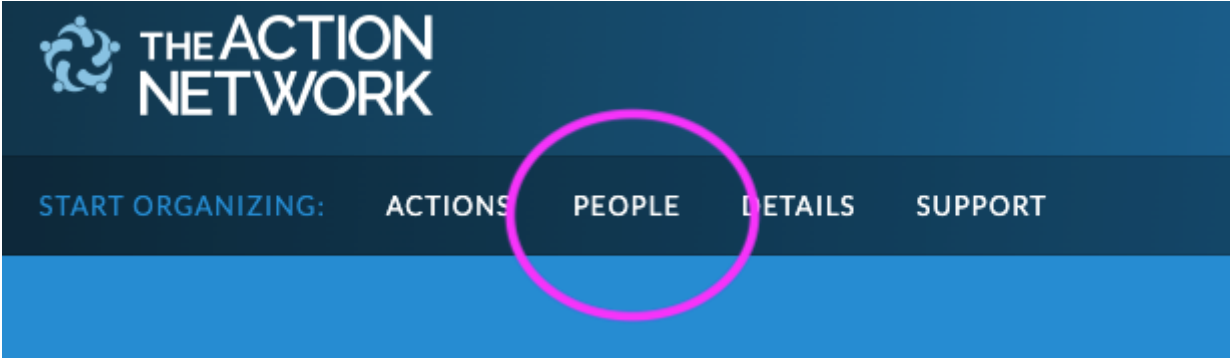 THE ACTION
NETWORK
START ORGANIZING: ACTIONS PEOPLE DETAILS SUPPORT